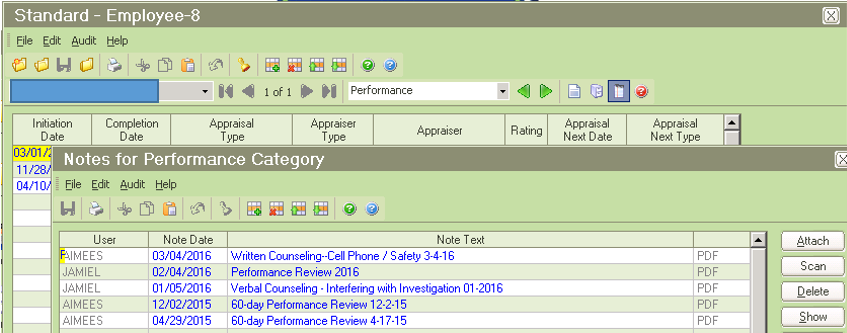 Standard - Employee-8
File Edit Audit Help
1 of 1 Performance
Initiation Date Completion Date Appraisal Type Appraiser Type Appraiser Rating Appraisal Next Date Appraisal Next Type
03/01/
11/28/
04/10/
Notes for Performance Category
File Edit Audit Help
User Note Date Note Text
AIMEES 03/04/2016 Written Counseling--Cell Phone / Safety 3-4-16 PDF
JAMIEL 02/04/2016 Performance Review 2016 PDF
JAMIEL 01/05/2016 Verbal Counseling - Interfering with Investigation 01-2016 PDF
AIMEES 12/02/2015 60-day Performance Review 12-2-15 PDF
AIMEES 04/29/2015 60-day Performance Review 4-17-15 PDF
Attach
Scan
Delete
Show